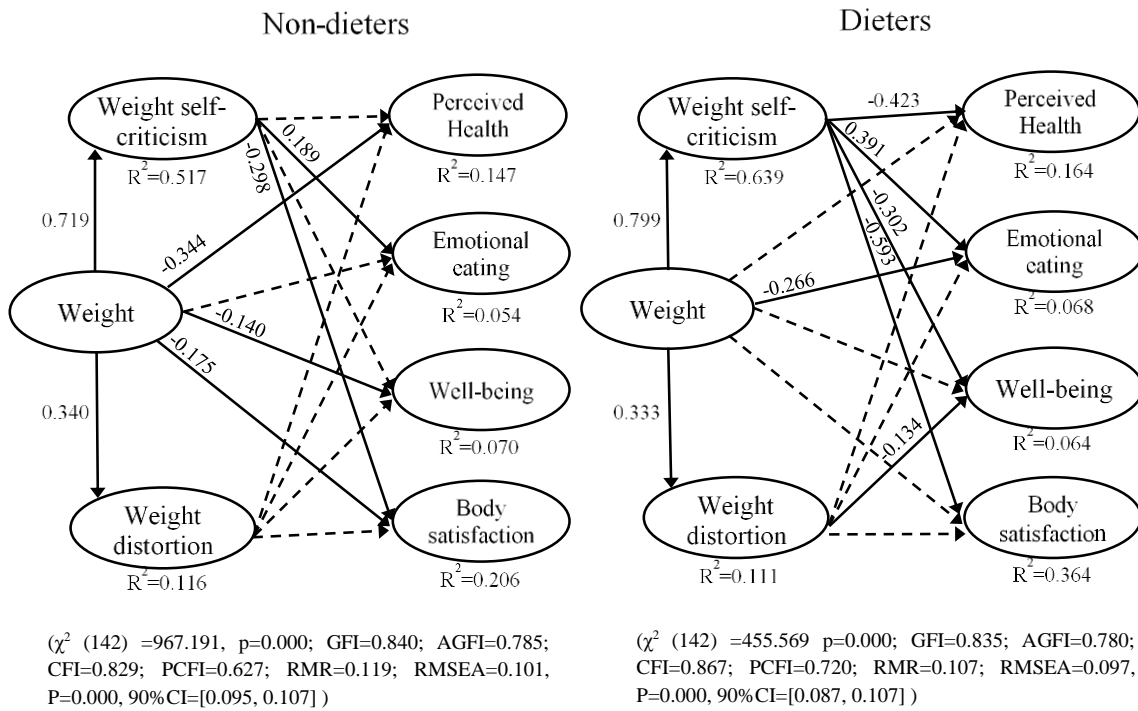 Non-dieters
Weight self-
criticism
R²=0.517
0.719
Weight
0.340
Weight
distortion
R²=0.116
0.189
-0.298
-0.344
-0.140
-0.175
Perceived
Health
R²=0.147
Emotional
eating
R²=0.054
Well-being
R²=0.070
Body
satisfaction
R²=0.206
(χ² (142) =967.191, p=0.000; GFI=0.840; AGFI=0.785;
CFI=0.829; PCFI=0.627; RMR=0.119; RMSEA=0.101,
P=0.000, 90%CI=[0.095, 0.107] )
Dieters
Weight self-
criticism
R²=0.639
0.799
Weight
0.333
Weight
distortion
R²=0.111
-0.423
0.391
-0.302
-0.593
-0.266
-0.134
Perceived
Health
R²=0.164
Emotional
eating
R²=0.068
Well-being
R²=0.064
Body
satisfaction
R²=0.364
(χ² (142) =455.569 p=0.000; GFI=0.835; AGFI=0.780;
CFI=0.867; PCFI=0.720; RMR=0.107; RMSEA=0.097,
P=0.000, 90%CI=[0.087, 0.107] )